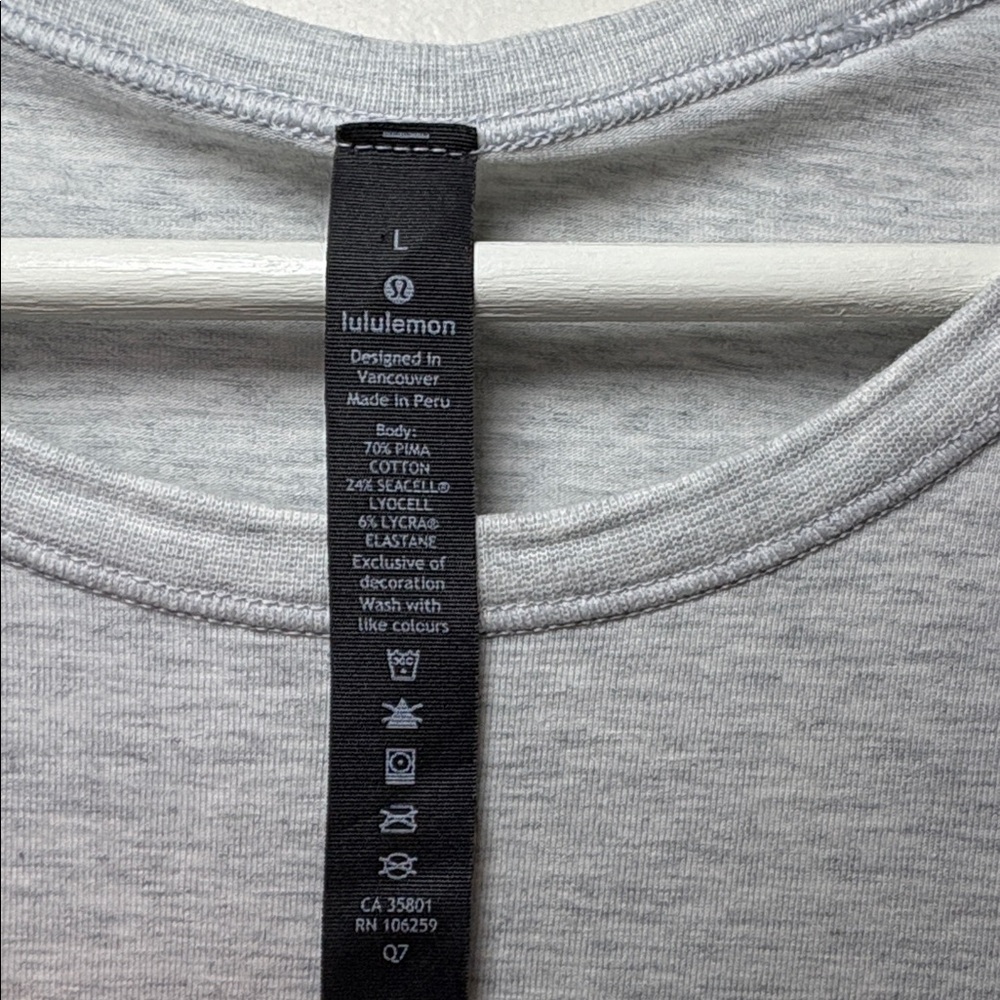 L
lululemon
Designed in
Vancouver
Made in Peru
Body:
70% PIMA
COTTON
24% SEACELL®
LYOCELL
6% LYCRA®
ELASTANE
Exclusive of
decoration
Wash with
like colours
30C
CA 35801
RN 106259
Q7